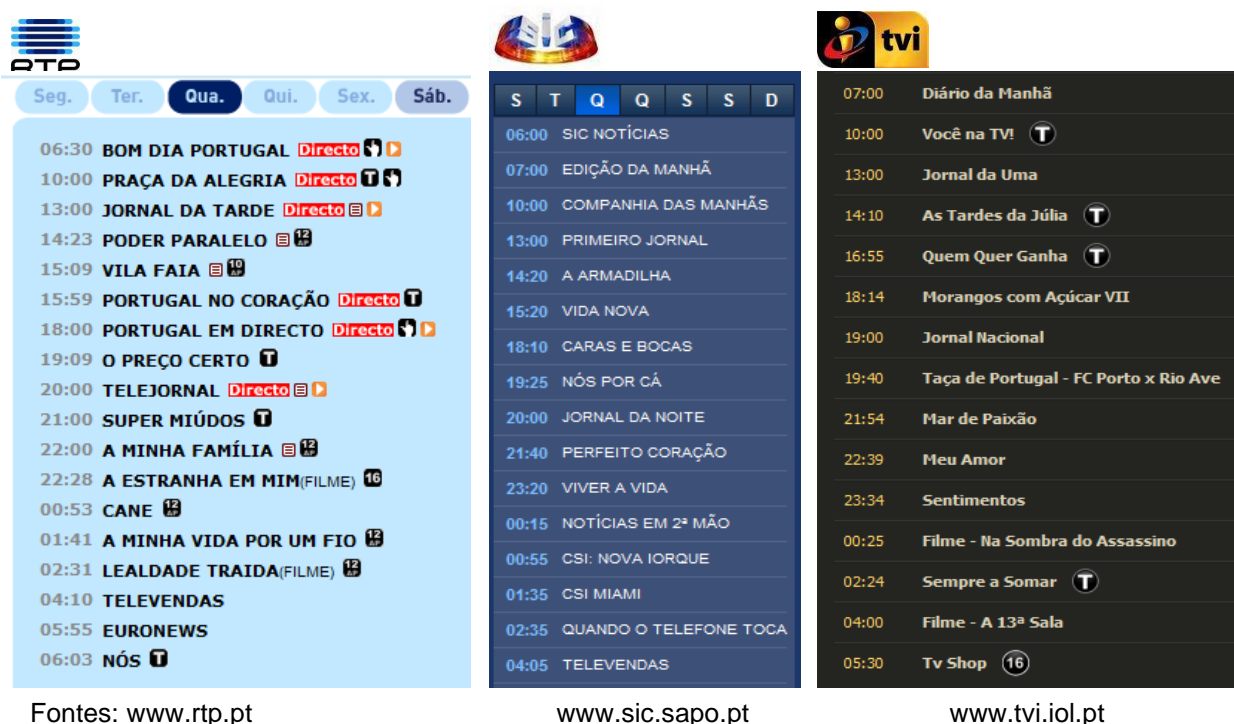 RTP
Seg. Ter. Qua. Qui. Sex. Sáb.
06:30 BOM DIA PORTUGAL Directo
10:00 PRAÇA DA ALEGRIA Directo T
13:00 JORNAL DA TARDE Directo
14:23 PODER PARALELO 12 AP
15:09 VILA FAIA 10 AP
15:59 PORTUGAL NO CORAÇÃO Directo T
18:00 PORTUGAL EM DIRECTO Directo
19:09 O PREÇO CERTO T
20:00 TELEJORNAL Directo
21:00 SUPER MIÚDOS T
22:00 A MINHA FAMÍLIA 12 AP
22:28 A ESTRANHA EM MIM(FILME) 16
00:53 CANE 12 AP
01:41 A MINHA VIDA POR UM FIO 12 AP
02:31 LEALDADE TRAIDA(FILME) 12 AP
04:10 TELEVENDAS
05:55 EURONEWS
06:03 NÓS T
Fontes: www.rtp.pt
SIC
S T Q Q S S D
06:00 SIC NOTÍCIAS
07:00 EDIÇÃO DA MANHÃ
10:00 COMPANHIA DAS MANHÃS
13:00 PRIMEIRO JORNAL
14:20 A ARMADILHA
15:20 VIDA NOVA
18:10 CARAS E BOCAS
19:25 NÓS POR CÁ
20:00 JORNAL DA NOITE
21:40 PERFEITO CORAÇÃO
23:20 VIVER A VIDA
00:15 NOTÍCIAS EM 2ª MÃO
00:55 CSI: NOVA IORQUE
01:35 CSI MIAMI
02:35 QUANDO O TELEFONE TOCA
04:05 TELEVENDAS
www.sic.sapo.pt
tvi
07:00 Diário da Manhã
10:00 Você na TV! T
13:00 Jornal da Uma
14:10 As Tardes da Júlia T
16:55 Quem Quer Ganha T
18:14 Morangos com Açúcar VII
19:00 Jornal Nacional
19:40 Taça de Portugal - FC Porto x Rio Ave
21:54 Mar de Paixão
22:39 Meu Amor
23:34 Sentimentos
00:25 Filme - Na Sombra do Assassino
02:24 Sempre a Somar T
04:00 Filme - A 13ª Sala
05:30 Tv Shop 16
www.tvi.iol.pt